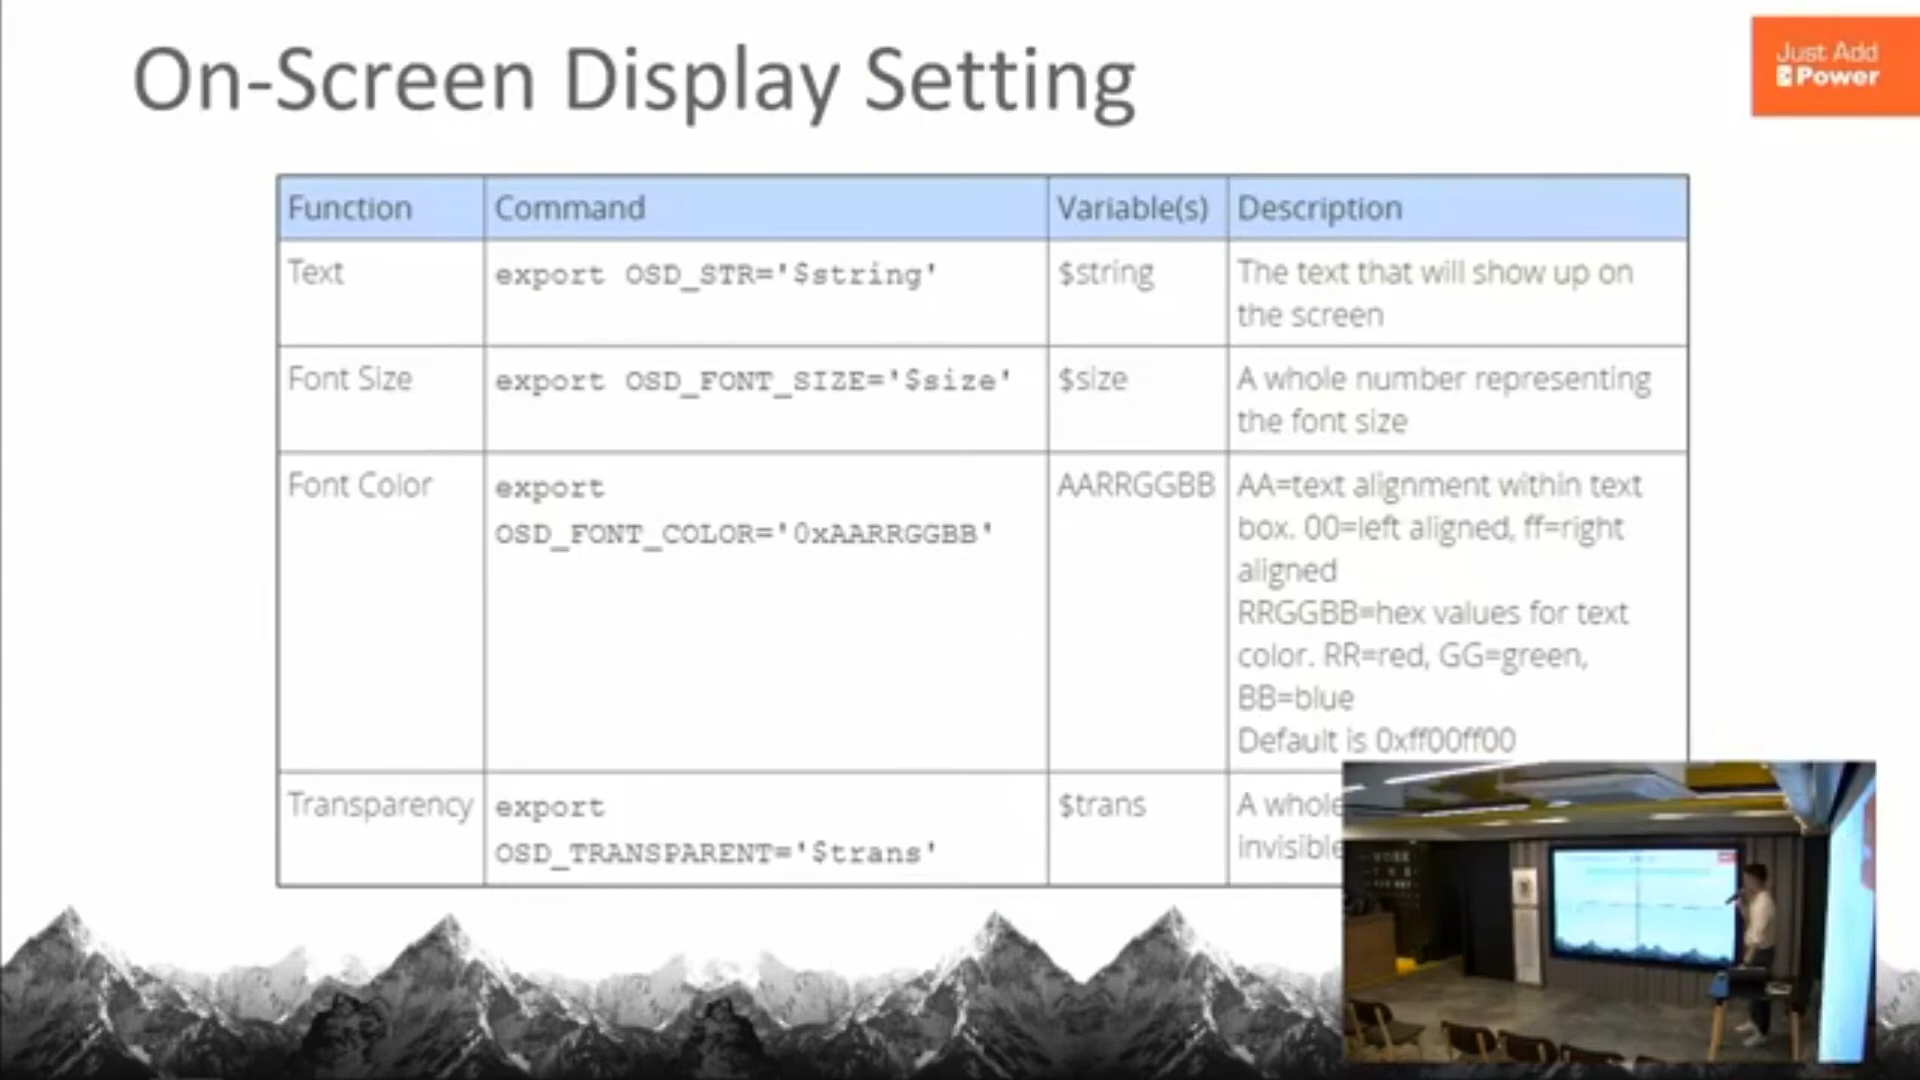 On-Screen Display Setting
Just Add
Power
Function Command Variable(s) Description
Text export OSD_STR='$string' $string The text that will show up on
the screen
Font Size export OSD_FONT_SIZE='$size' $size A whole number representing
the font size
Font Color export AARRGGBB AA=text alignment within text
OSD_FONT_COLOR='0xAARRGGBB' box. 00=left aligned, ff=right
aligned
RRGGBB=hex values for text
color. RR=red, GG=green,
BB=blue
Default is 0xff00ff00
Transparency export $trans A whole
OSD_TRANSPARENT='$trans' invisible